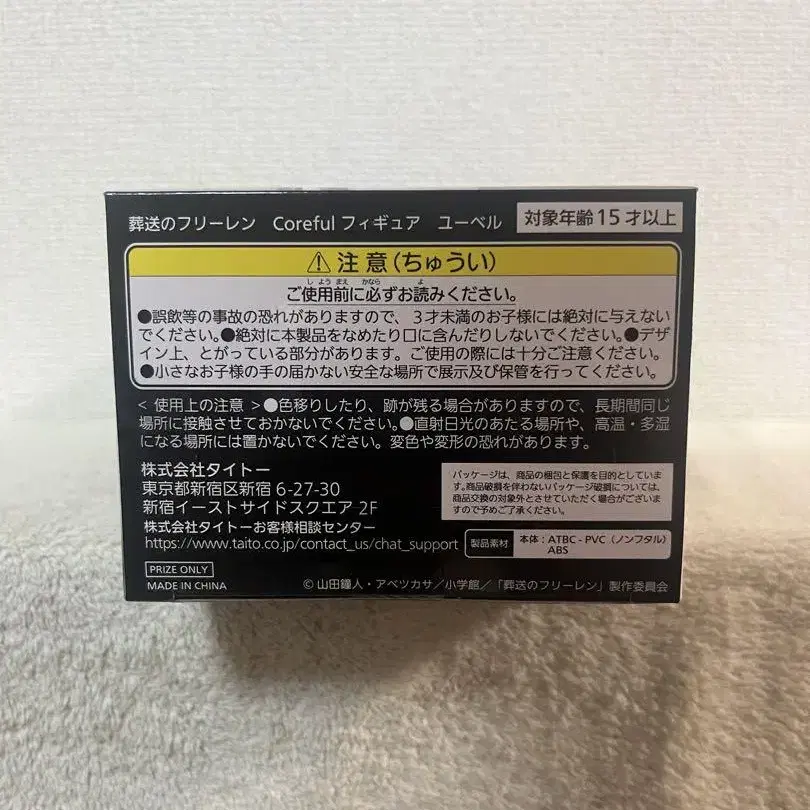 葬送のフリーレン Coreful フィギュア ユーベル 対象年齢15才以上
⚠注意(ちゅうい)
しようまえ かなら よ
ご使用前に必ずお読みください。
●誤飲等の事故の恐れがありますので、3才未満のお子様には絶対に与えない
でください。●絶対に本製品をなめたり口に含んだりしないでください。●デザ
イン上、とがっている部分があります。ご使用の際には十分ご注意ください。
●小さなお子様の手の届かない安全な場所で展示及び保管を行ってください。
< 使用上の注意 >●色移りしたり、跡が残る場合がありますので、長期間同じ
場所に接触させておかないでください。●直射日光のあたる場所や、高温・多湿
になる場所には置かないでください。変色や変形の恐れがあります。
株式会社タイトー
東京都新宿区新宿 6-27-30
新宿イーストサイドスクエア 2F
株式会社タイトーお客様相談センター
https://www.taito.co.jp/contact_us/chat_support
パッケージは、商品の梱包と保護を目的としていま
す。商品破損を伴わないパッケージ破損については、
商品交換の対象外とさせていただく場合がございま
すので予めご了承ください。
製品素材 本体:ATBC-PVC(ノンフタル)
ABS
PRIZE ONLY
MADE IN CHINA
© 山田鐘人・アベツカサ/小学館/「葬送のフリーレン」製作委員会